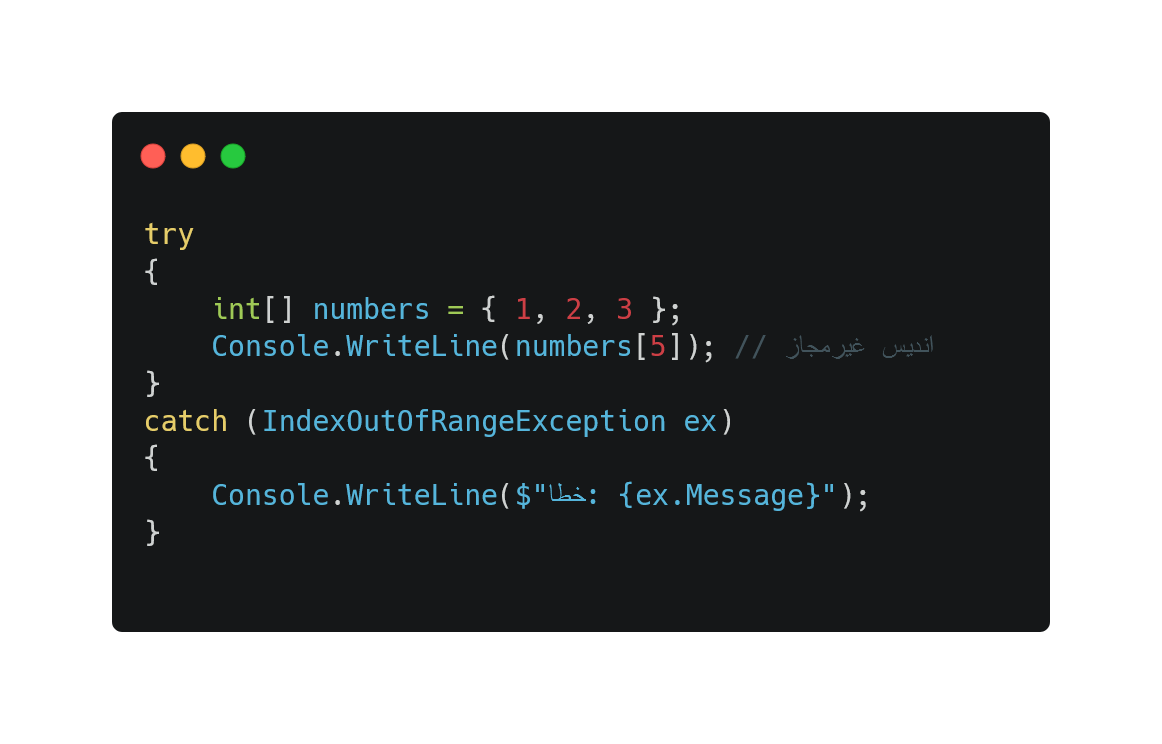 try
{
    int[] numbers = { 1, 2, 3 };
    Console.WriteLine(numbers[5]); // اندیس غیرمجاز
}
catch (IndexOutOfRangeException ex)
{
    Console.WriteLine($"خطا: {ex.Message}");
}